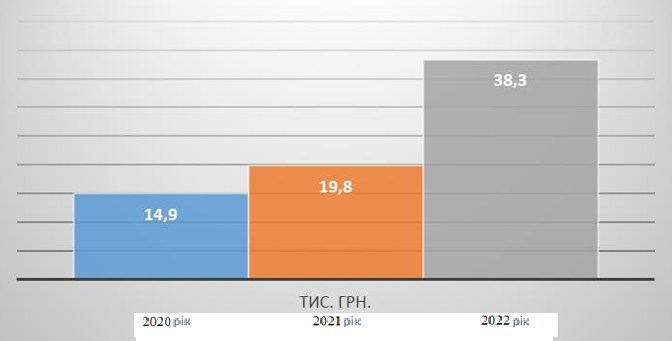 38,3
19,8
14,9
ТИС. ГРН.
2020 рік 2021 рік 2022 рік